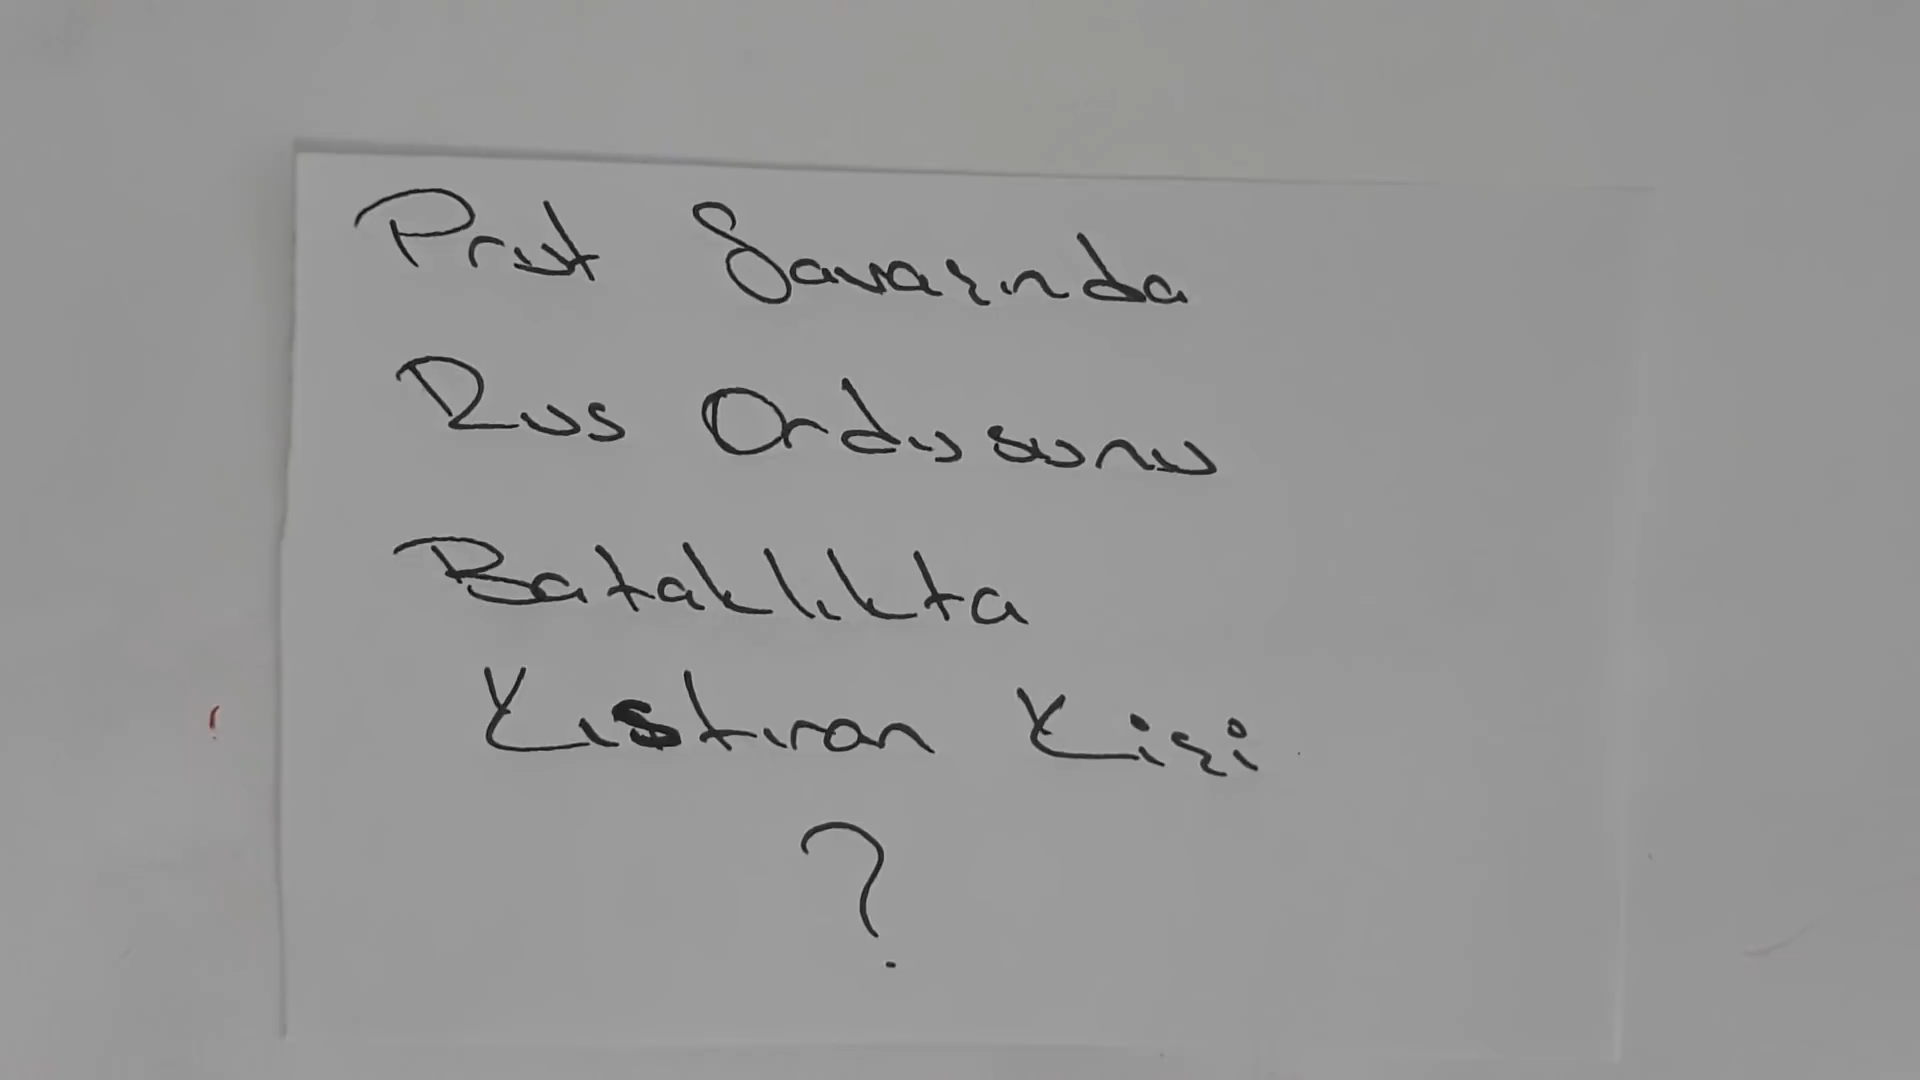 Prut Savaşında
Rus Ordusunu
Bataklıkta
Kıstıran Kişi
?